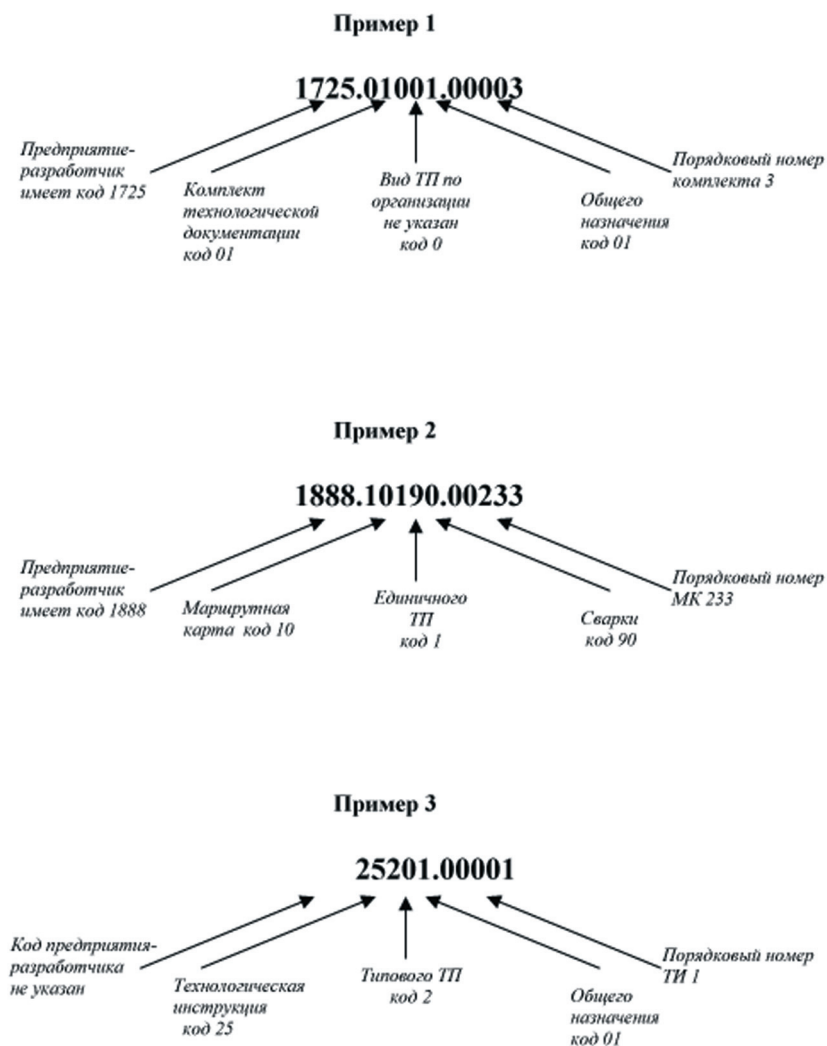 Пример 1
1725.01001.00003
Предприятие-
разработчик
имеет код 1725
Комплект
технологической
документации
код 01
Вид ТП по
организации
не указан
код 0
Общего
назначения
код 01
Порядковый номер
комплекта 3
Пример 2
1888.10190.00233
Предприятие-
разработчик
имеет код 1888
Маршрутная
карта код 10
Единичного
ТП
код 1
Сварки
код 90
Порядковый номер
МК 233
Пример 3
25201.00001
Код предприятия-
разработчика
не указан
Технологическая
инструкция
код 25
Типового ТП
код 2
Общего
назначения
код 01
Порядковый номер
ТИ 1